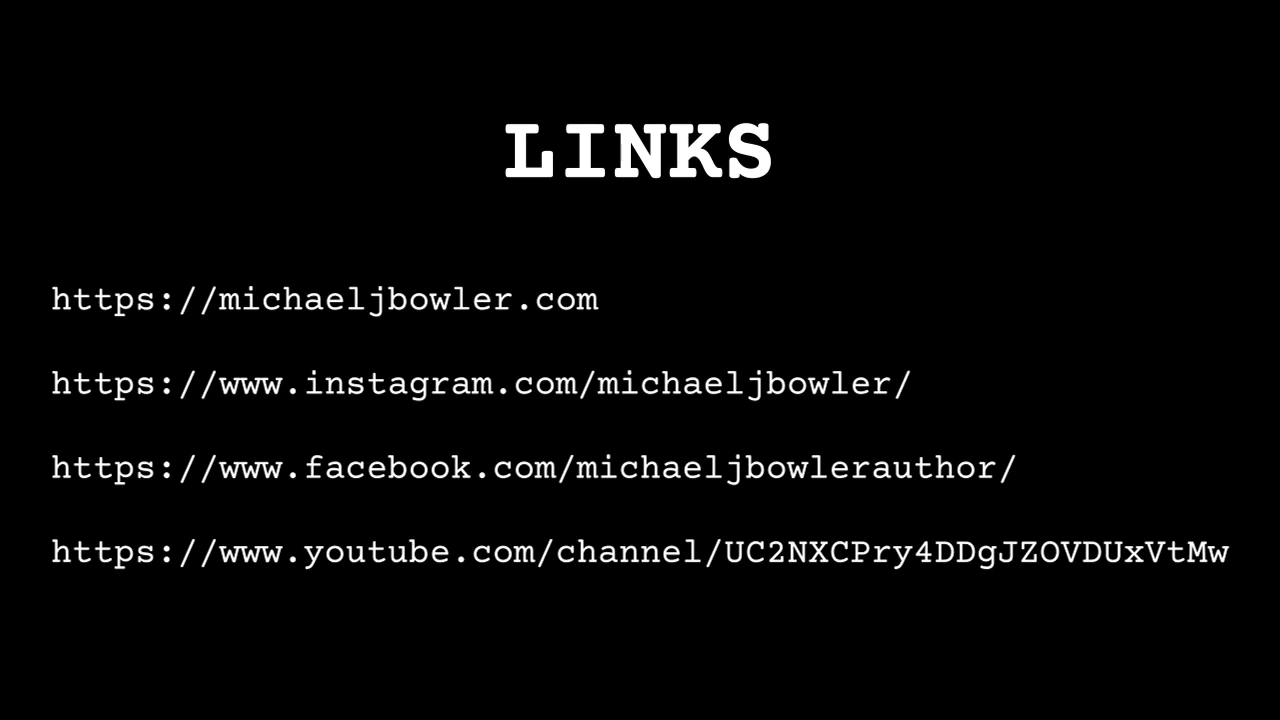 LINKS
https://michaeljbowler.com
https://www.instagram.com/michaeljbowler/
https://www.facebook.com/michaeljbowlerauthor/
https://www.youtube.com/channel/UC2NXCPry4DDgJZOVDUxVtMw